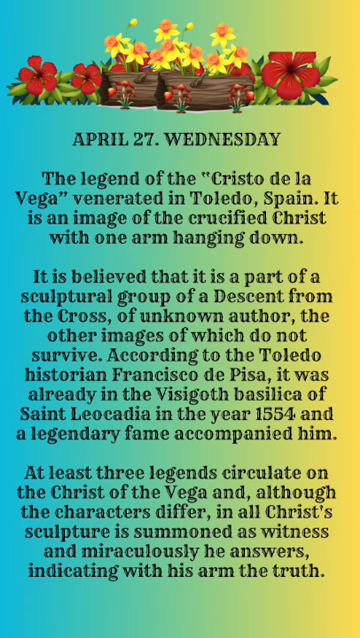 APRIL 27. WEDNESDAY
The legend of the "Cristo de la
Vega" venerated in Toledo, Spain. It
is an image of the crucified Christ
with one arm hanging down.
It is believed that it is a part of a
sculptural group of a Descent from
the Cross, of unknown author, the
other images of which do not
survive. According to the Toledo
historian Francisco de Pisa, it was
already in the Visigoth basilica of
Saint Leocadia in the year 1554 and
a legendary fame accompanied him.
At least three legends circulate on
the Christ of the Vega and, although
the characters differ, in all Christ's
sculpture is summoned as witness
and miraculously he answers,
indicating with his arm the truth.